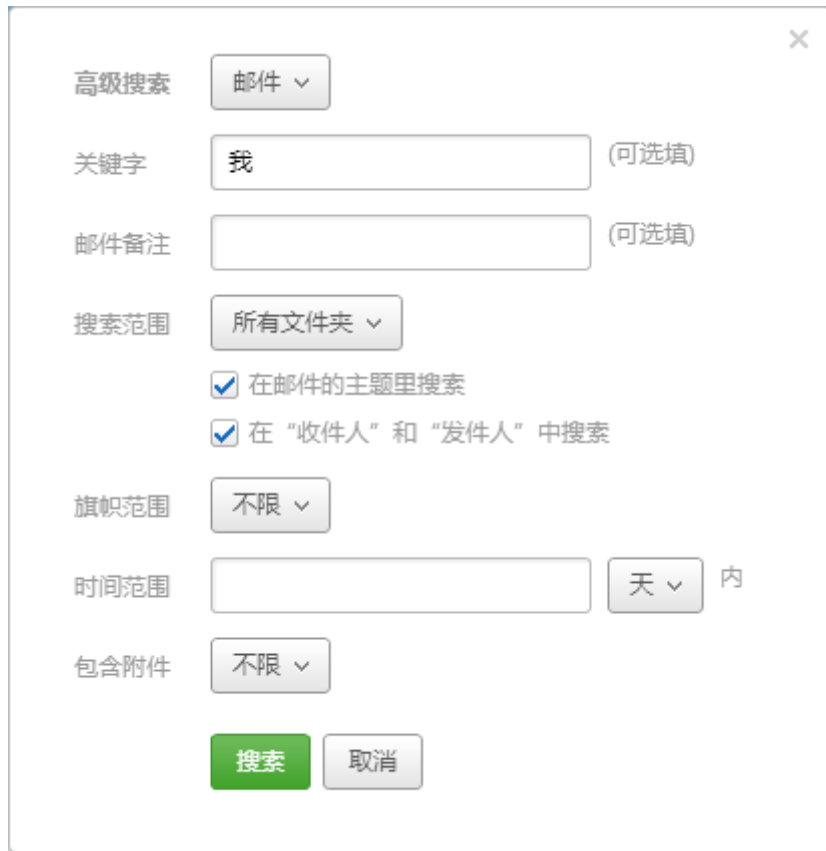 高级搜索 邮件
关键字 我 (可选填)
邮件备注 (可选填)
搜索范围 所有文件夹
在邮件的主题里搜索
在“收件人”和“发件人”中搜索
旗帜范围 不限
时间范围 天 内
包含附件 不限
搜索 取消